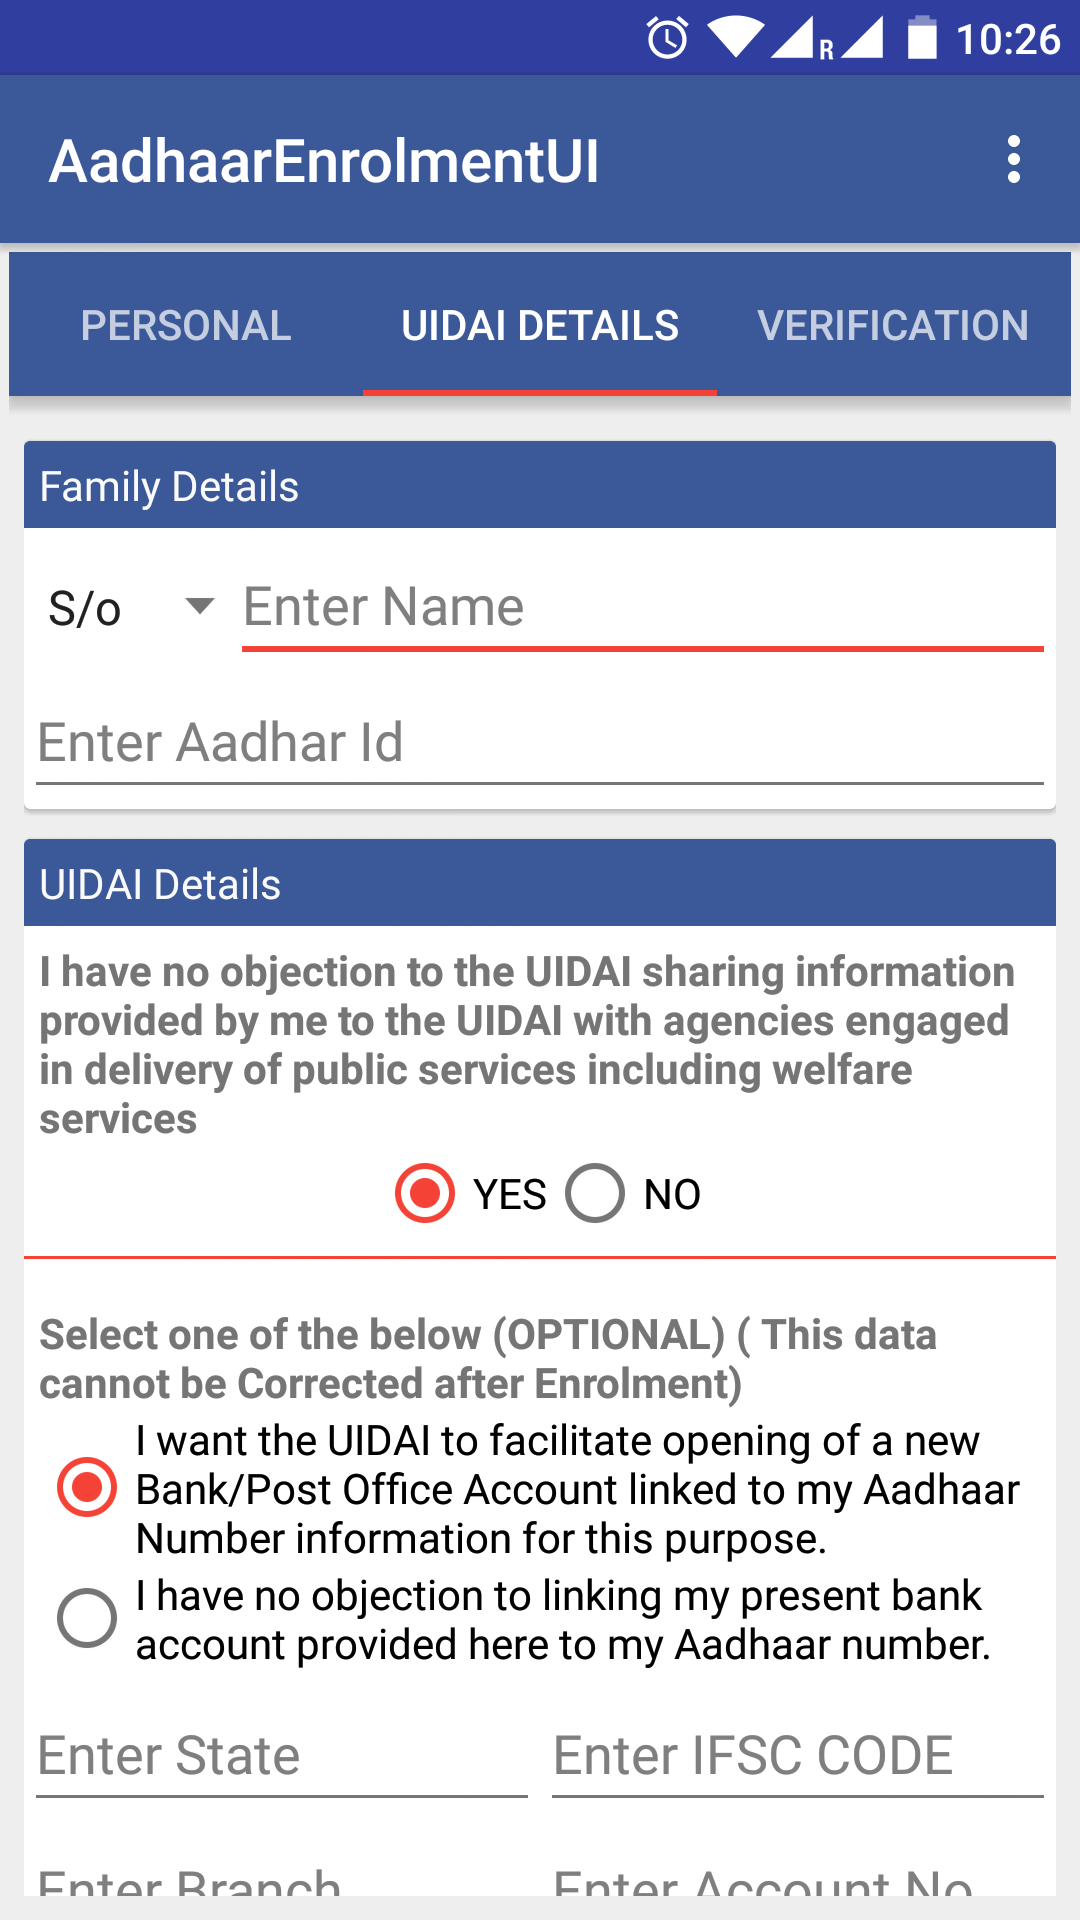 R 10:26
AadhaarEnrolmentUI
PERSONAL UIDAI DETAILS VERIFICATION
Family Details
S/o Enter Name
Enter Aadhar Id
UIDAI Details
I have no objection to the UIDAI sharing information
provided by me to the UIDAI with agencies engaged
in delivery of public services including welfare
services
YES NO
Select one of the below (OPTIONAL) ( This data
cannot be Corrected after Enrolment)
I want the UIDAI to facilitate opening of a new
Bank/Post Office Account linked to my Aadhaar
Number information for this purpose.
I have no objection to linking my present bank
account provided here to my Aadhaar number.
Enter State Enter IFSC CODE
Enter Branch Enter Account No